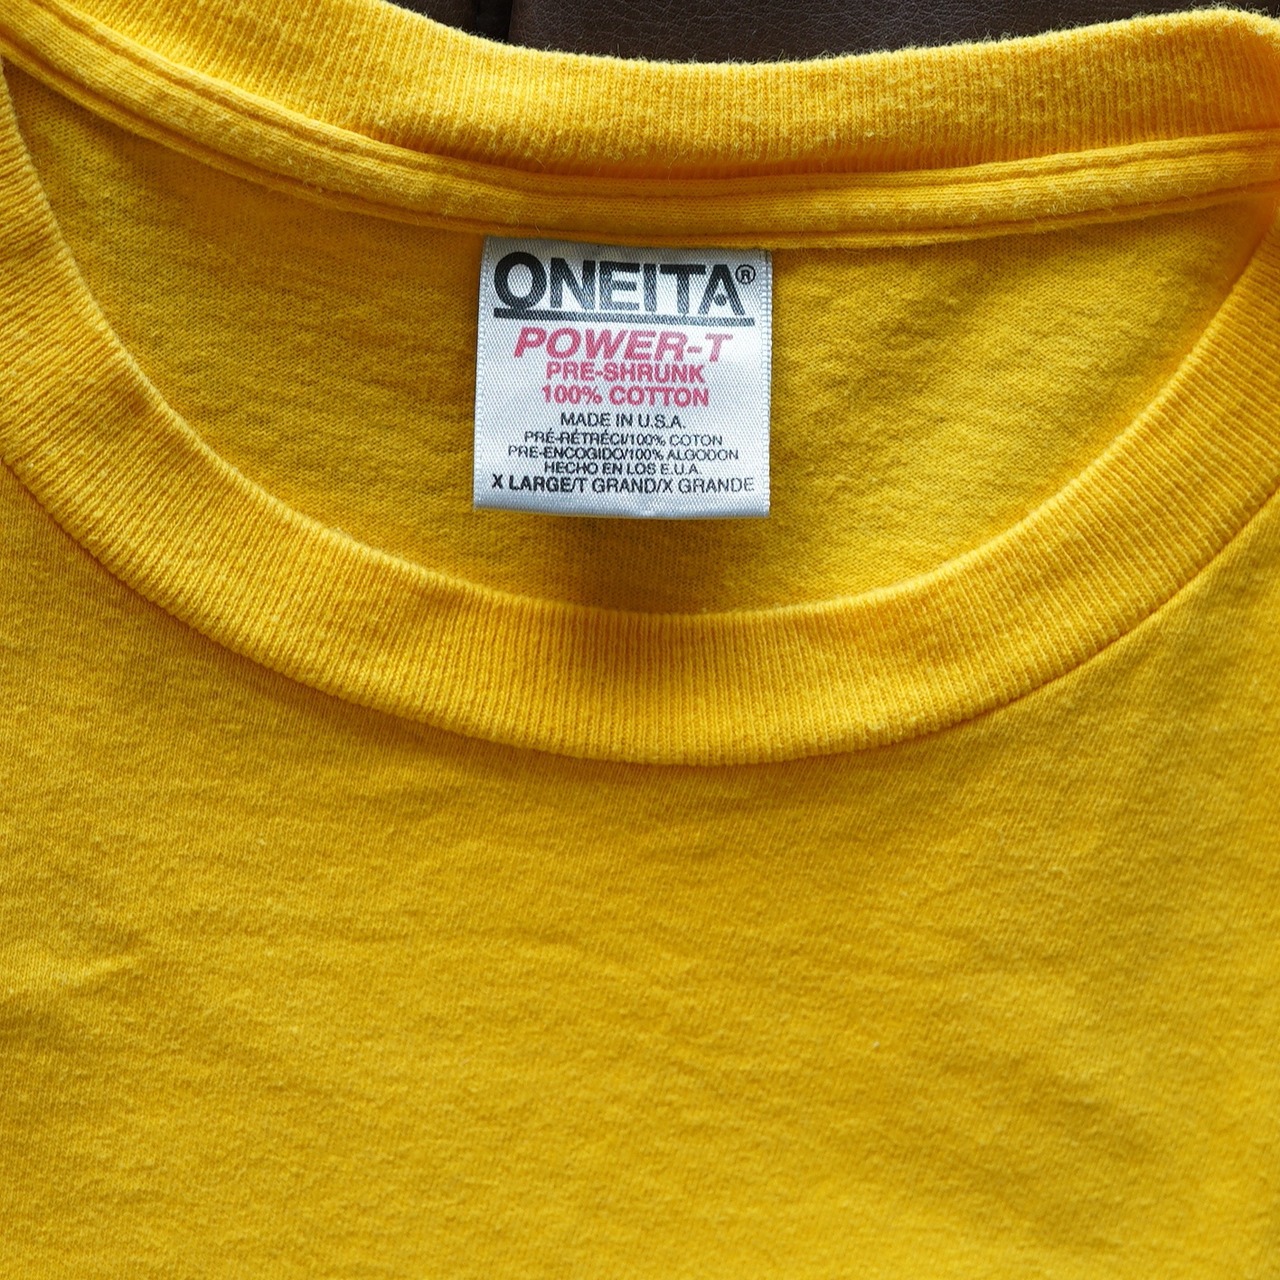 ONEITA®
POWER-T
PRE-SHRUNK
100% COTTON
MADE IN U.S.A.
PRÉ-RÉTRÉCI/100% COTON
PRE-ENCOGIDO/100% ALGODON
HECHO EN LOS E.U.A.
X LARGE/T GRAND/X GRANDE